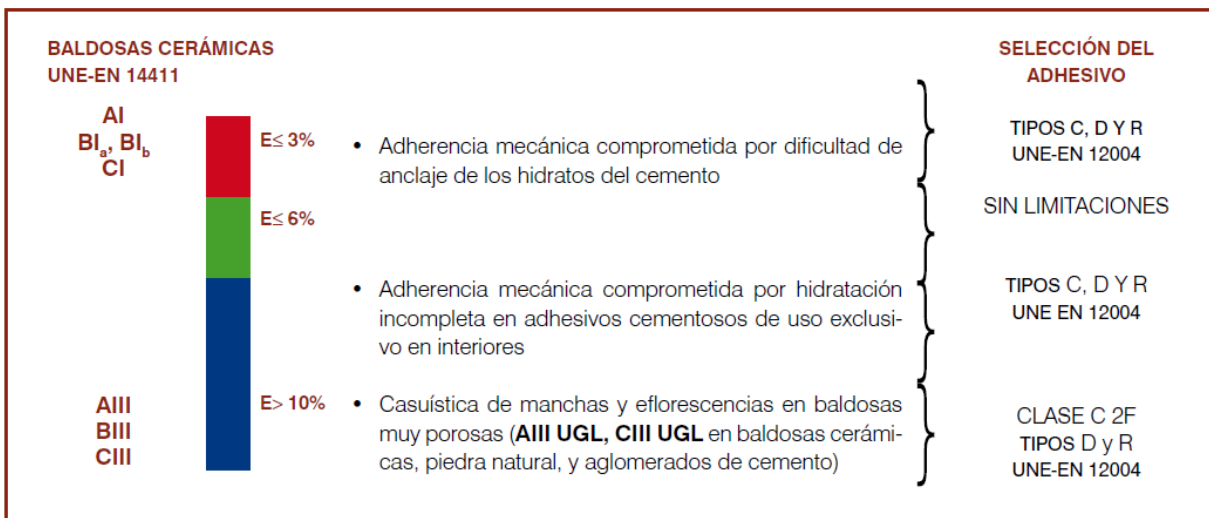 BALDOSAS CERÁMICAS
UNE-EN 14411
SELECCIÓN DEL
ADHESIVO
AI
BIa, BIb
CI
E≤ 3%
• Adherencia mecánica comprometida por dificultad de
anclaje de los hidratos del cemento
TIPOS C, D Y R
UNE-EN 12004
E≤ 6%
SIN LIMITACIONES
• Adherencia mecánica comprometida por hidratación
incompleta en adhesivos cementosos de uso exclusi-
vo en interiores
TIPOS C, D Y R
UNE EN 12004
AIII
BIII
CIII
E> 10%
• Casuística de manchas y eflorescencias en baldosas
muy porosas (AIII UGL, CIII UGL en baldosas cerámi-
cas, piedra natural, y aglomerados de cemento)
CLASE C 2F
TIPOS D y R
UNE-EN 12004